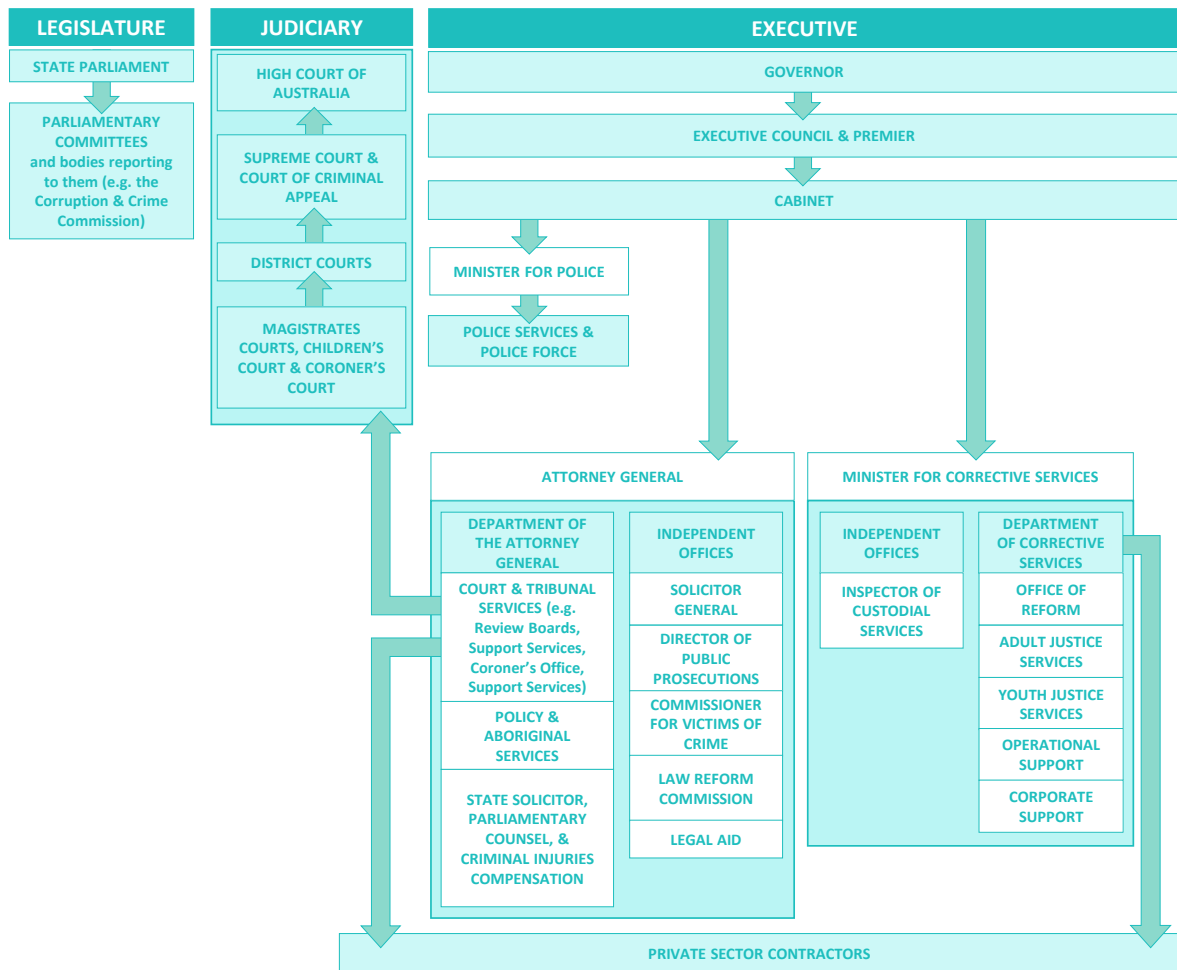 LEGISLATURE
STATE PARLIAMENT
PARLIAMENTARY
COMMITTEES
and bodies reporting
to them (e.g. the
Corruption & Crime
Commission)
JUDICIARY
HIGH COURT OF
AUSTRALIA
SUPREME COURT &
COURT OF CRIMINAL
APPEAL
DISTRICT COURTS
MAGISTRATES
COURTS, CHILDREN'S
COURT & CORONER'S
COURT
EXECUTIVE
GOVERNOR
EXECUTIVE COUNCIL & PREMIER
CABINET
MINISTER FOR POLICE
POLICE SERVICES &
POLICE FORCE
ATTORNEY GENERAL
DEPARTMENT OF
THE ATTORNEY
GENERAL
COURT & TRIBUNAL
SERVICES (e.g.
Review Boards,
Support Services,
Coroner's Office,
Support Services)
POLICY &
ABORIGINAL
SERVICES
STATE SOLICITOR,
PARLIAMENTARY
COUNSEL, &
CRIMINAL INJURIES
COMPENSATION
INDEPENDENT
OFFICES
SOLICITOR
GENERAL
DIRECTOR OF
PUBLIC
PROSECUTIONS
COMMISSIONER
FOR VICTIMS OF
CRIME
LAW REFORM
COMMISSION
LEGAL AID
MINISTER FOR CORRECTIVE SERVICES
INDEPENDENT
OFFICES
INSPECTOR OF
CUSTODIAL
SERVICES
DEPARTMENT
OF CORRECTIVE
SERVICES
OFFICE OF
REFORM
ADULT JUSTICE
SERVICES
YOUTH JUSTICE
SERVICES
OPERATIONAL
SUPPORT
CORPORATE
SUPPORT
PRIVATE SECTOR CONTRACTORS